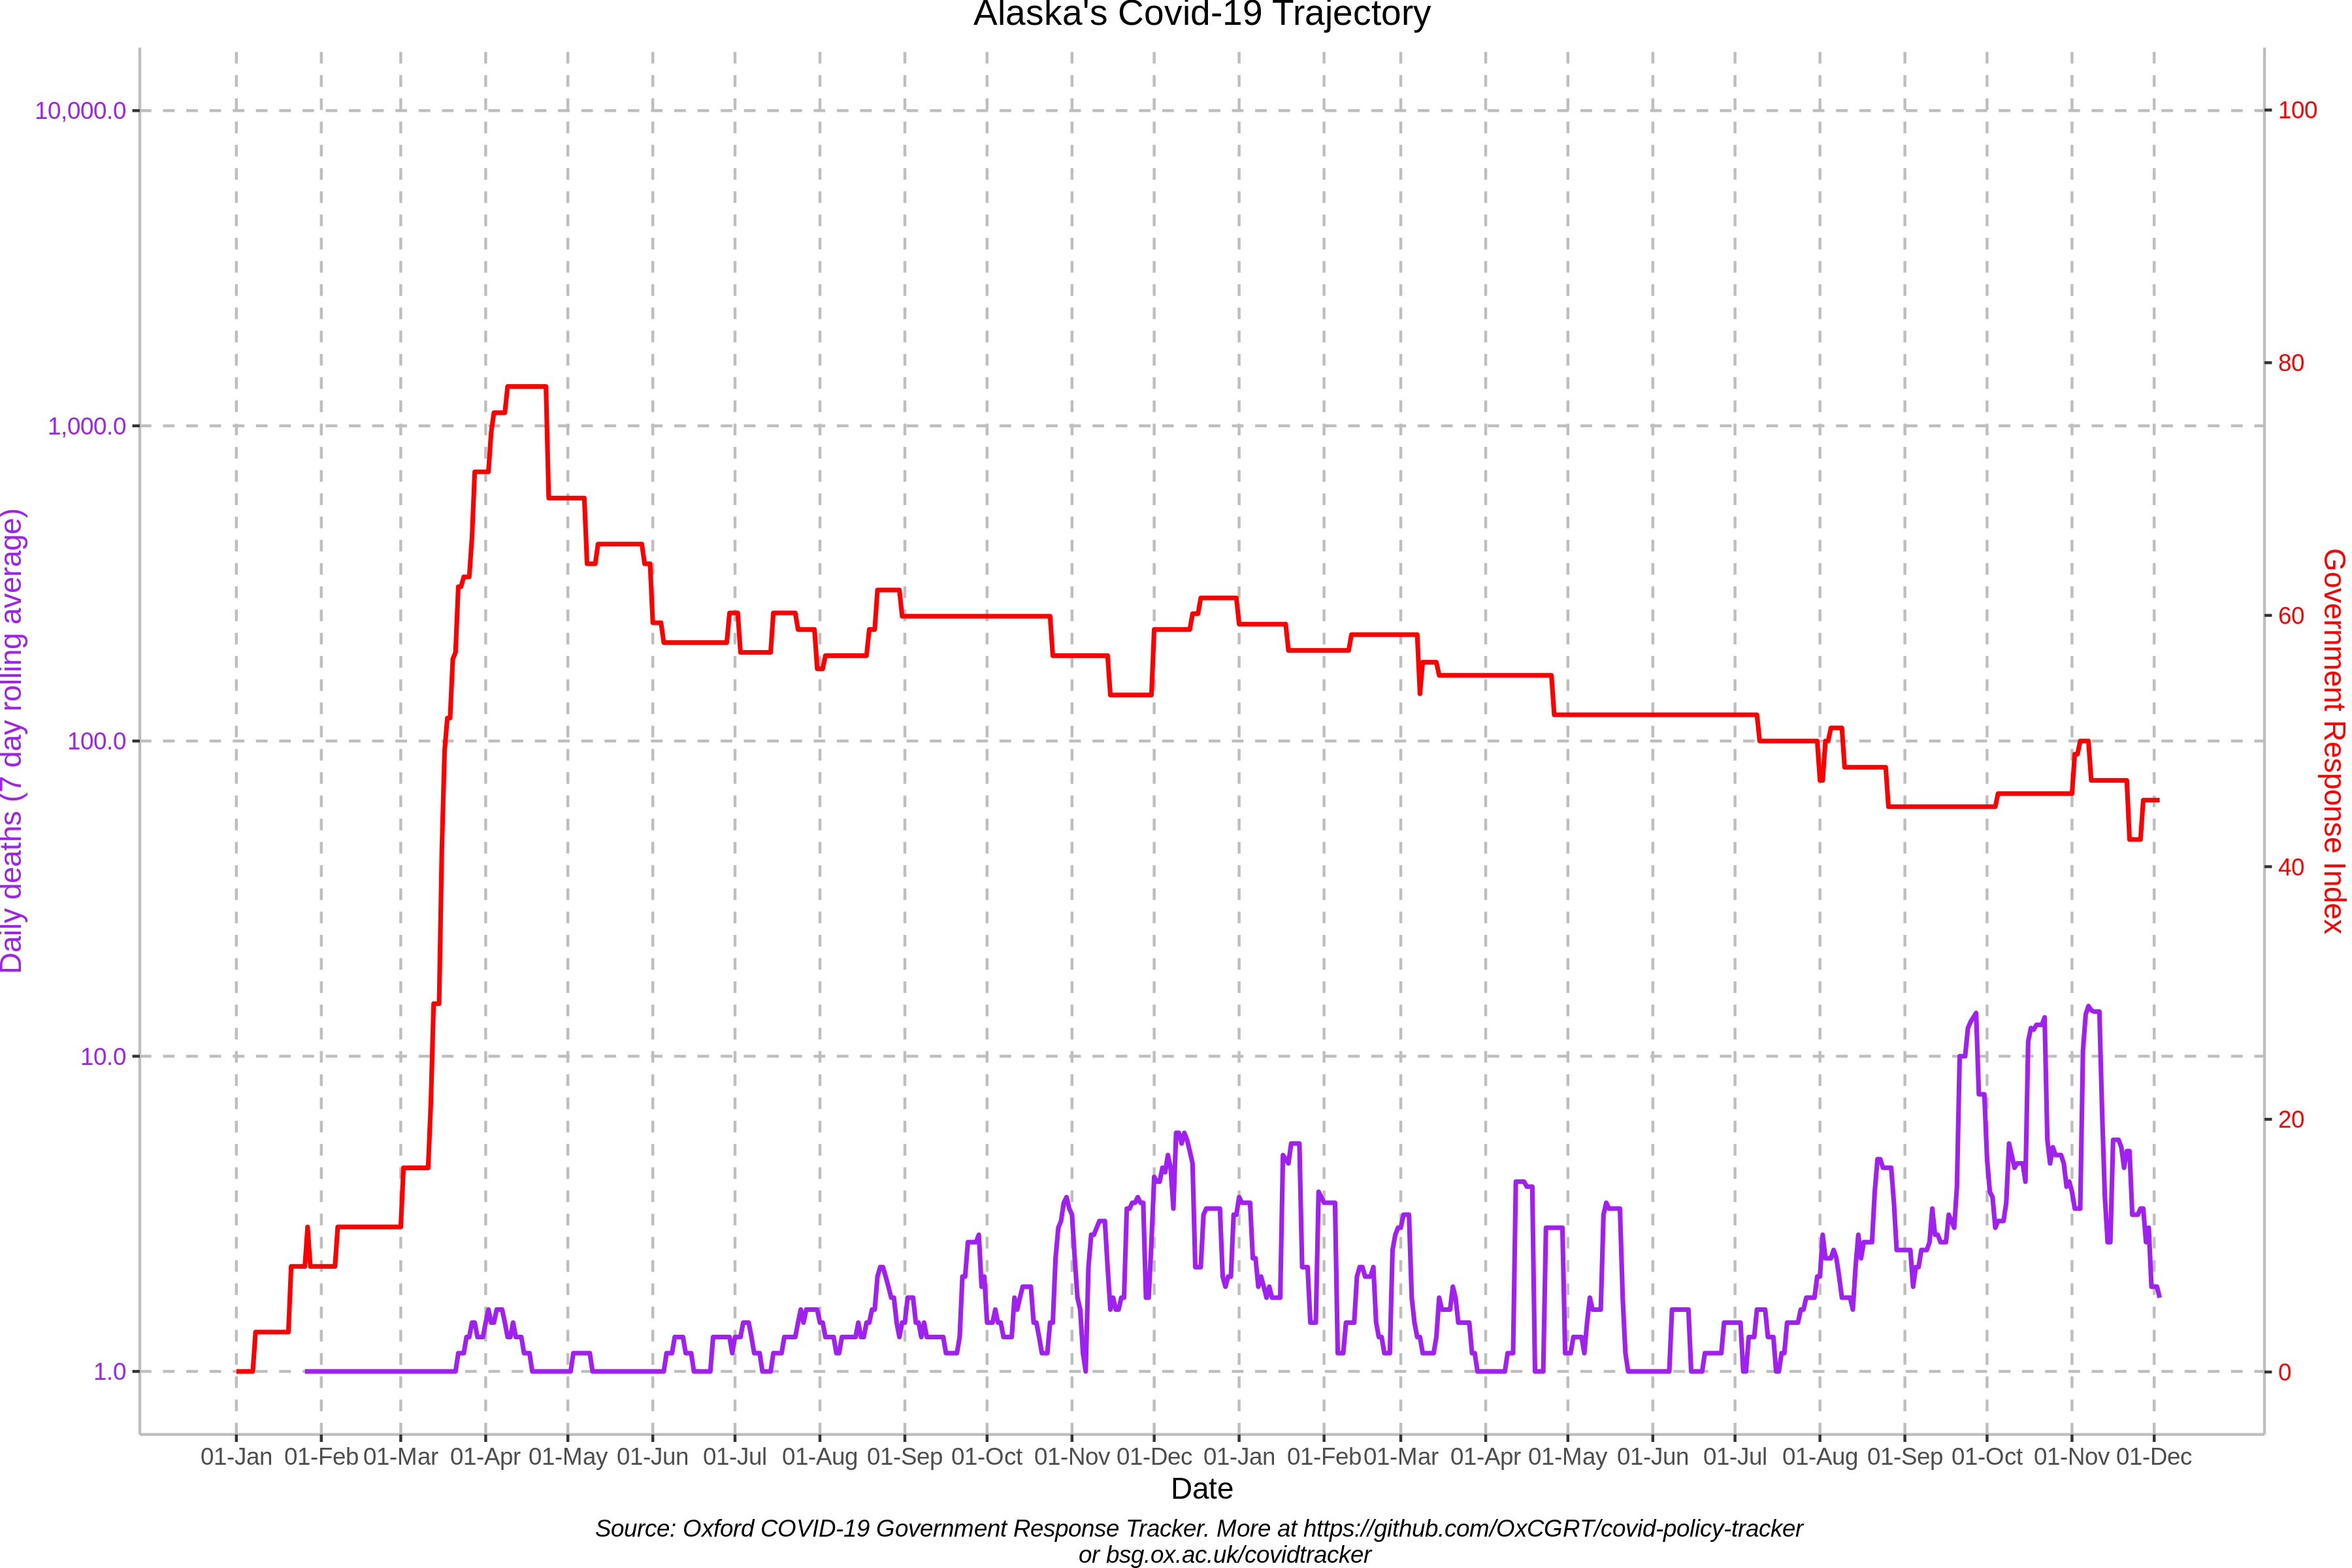 Alaska's Covid-19 Trajectory
10,000.0
1,000.0
100.0
10.0
1.0
Daily deaths (7 day rolling average)
100
80
60
40
20
0
Government Response Index
01-Jan 01-Feb 01-Mar 01-Apr 01-May 01-Jun 01-Jul 01-Aug 01-Sep 01-Oct 01-Nov 01-Dec 01-Jan 01-Feb 01-Mar 01-Apr 01-May 01-Jun 01-Jul 01-Aug 01-Sep 01-Oct 01-Nov 01-Dec
Date
Source: Oxford COVID-19 Government Response Tracker. More at https://github.com/OxCGRT/covid-policy-tracker
or bsg.ox.ac.uk/covidtracker